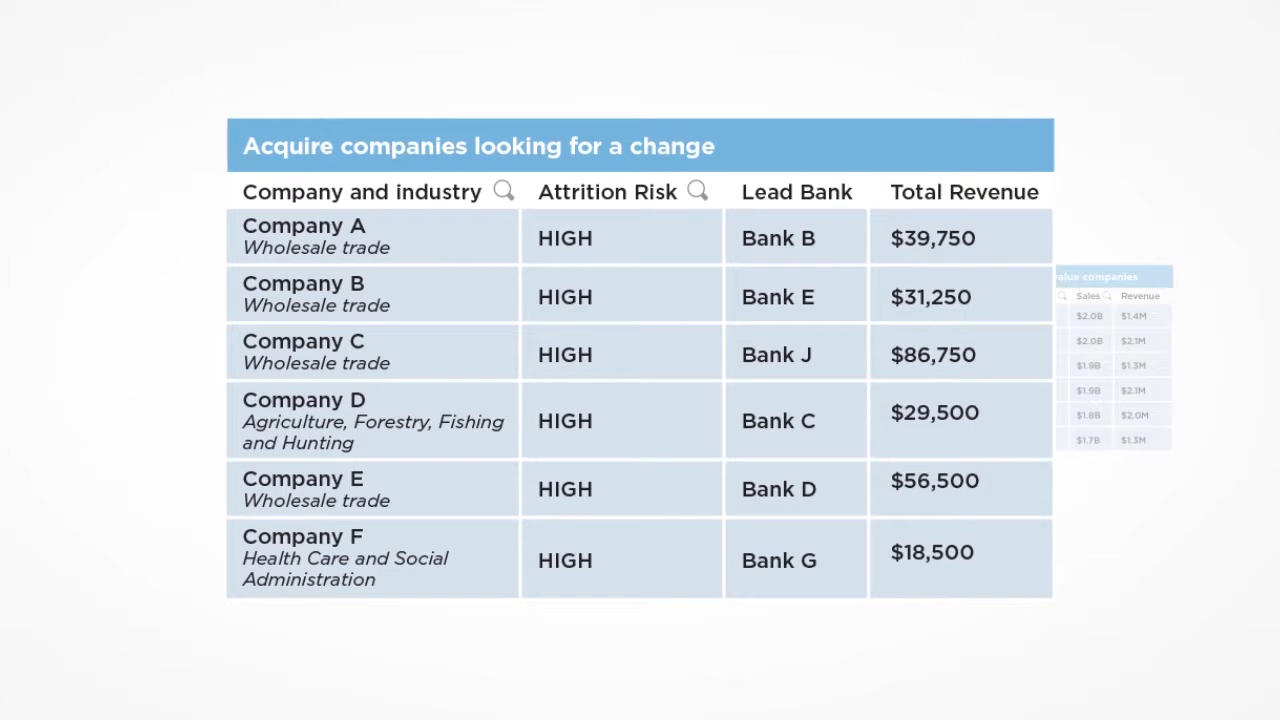 Acquire companies looking for a change
Company and industry Attrition Risk Lead Bank Total Revenue
Company A
Wholesale trade
HIGH Bank B $39,750
Company B
Wholesale trade
HIGH Bank E $31,250
Company C
Wholesale trade
HIGH Bank J $86,750
Company D
Agriculture, Forestry, Fishing
and Hunting
HIGH Bank C $29,500
Company E
Wholesale trade
HIGH Bank D $56,500
Company F
Health Care and Social
Administration
HIGH Bank G $18,500
companies
Sales Revenue
$2.0B $1.4M
$2.0B $2.1M
$1.9B $1.3M
$1.9B $2.1M
$1.8B $2.0M
$1.7B $1.3M